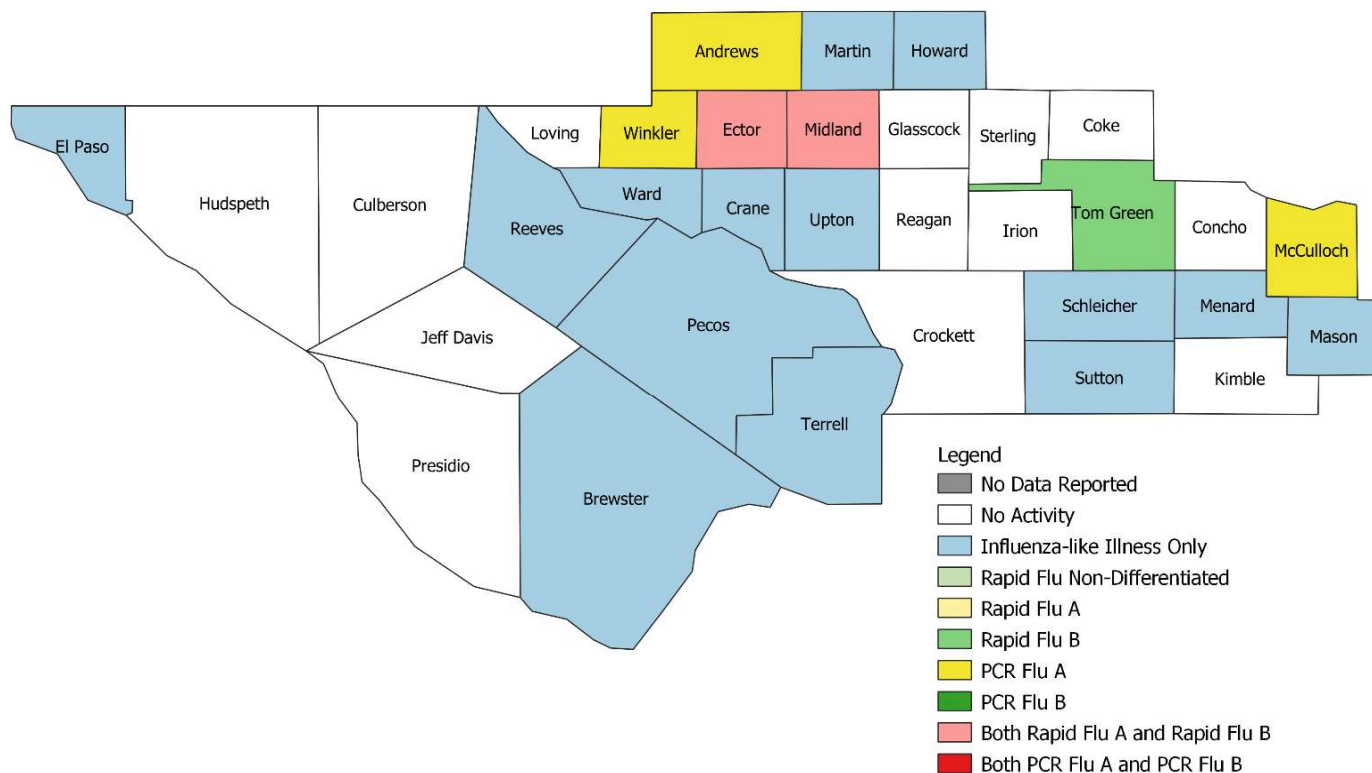 Andrews
Martin
Howard
El Paso
Hudspeth
Culberson
Loving
Winkler
Ector
Midland
Glasscock
Sterling
Coke
Reeves
Ward
Crane
Upton
Reagan
Irion
Tom Green
Concho
McCulloch
Jeff Davis
Pecos
Crockett
Schleicher
Menard
Mason
Presidio
Brewster
Terrell
Sutton
Kimble
Legend
No Data Reported
No Activity
Influenza-like Illness Only
Rapid Flu Non-Differentiated
Rapid Flu A
Rapid Flu B
PCR Flu A
PCR Flu B
Both Rapid Flu A and Rapid Flu B
Both PCR Flu A and PCR Flu B